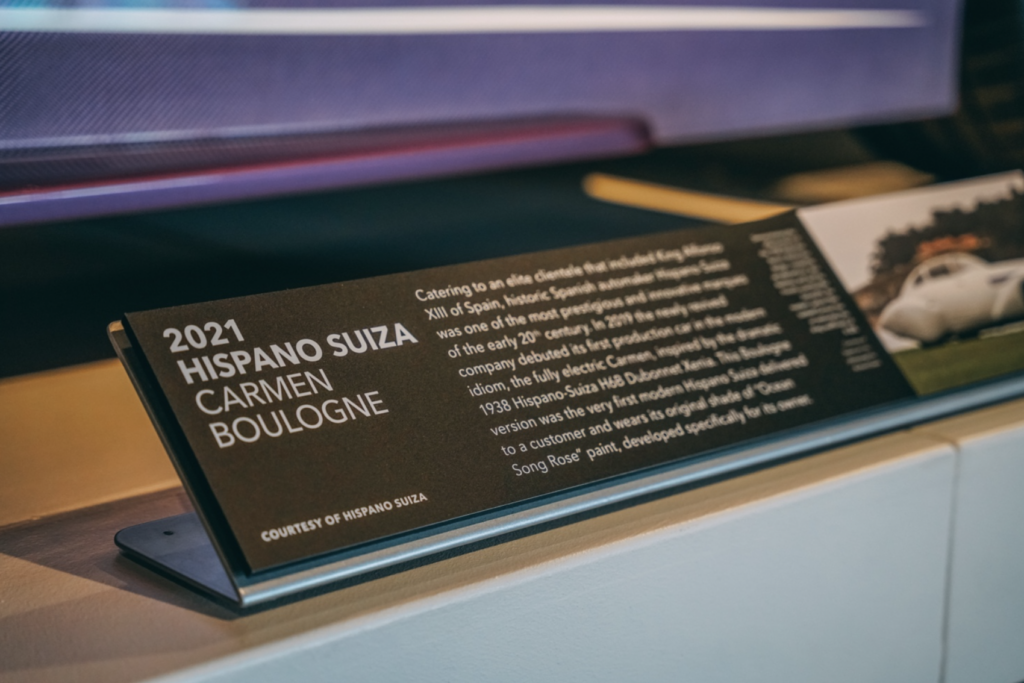 2021
HISPANO SUIZA
CARMEN
BOULOGNE
COURTESY OF HISPANO SUIZA
Catering to an elite clientele that included King Alfonso
XIII of Spain, historic Spanish automaker Hispano Suiza
was one of the most prestigious and innovative marques
of the early 20th century. In 2019 the newly revived
company debuted its first production car in the modern
idiom, the fully electric Carmen, inspired by the dramatic
1938 Hispano-Suiza H6B Dubonnet Xenia. This Boulogne
version was the very first modern Hispano Suiza delivered
to a customer and wears its original shade of "Ocean
Song Rose" paint, developed specifically for its owner.